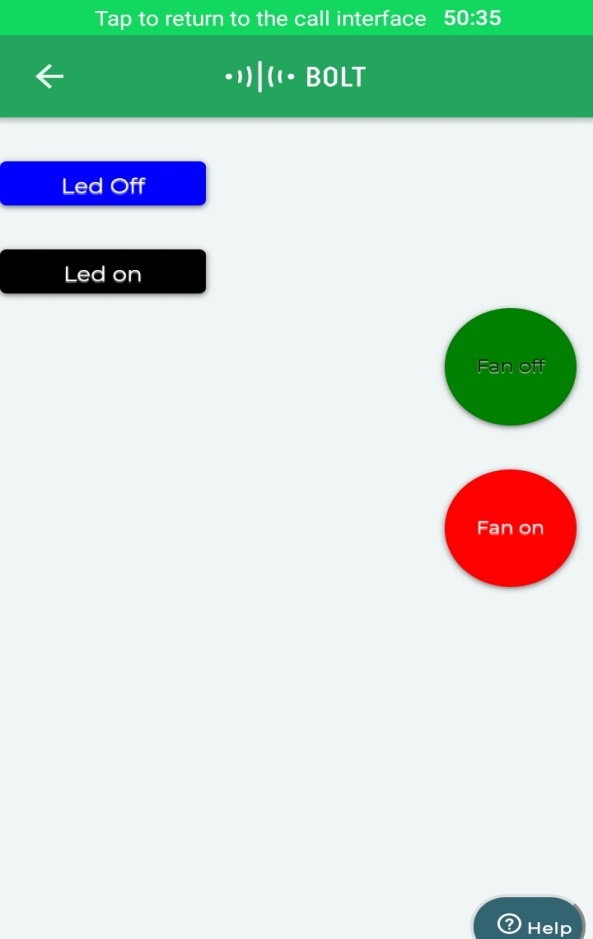 Tap to return to the call interface 50:35
BOLT
Led Off
Led on
Fan off
Fan on
Help